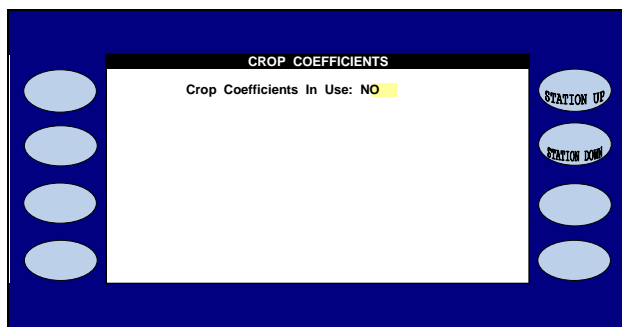 CROP COEFFICIENTS
Crop Coefficients In Use: NO
STATION UP
STATION DOWN